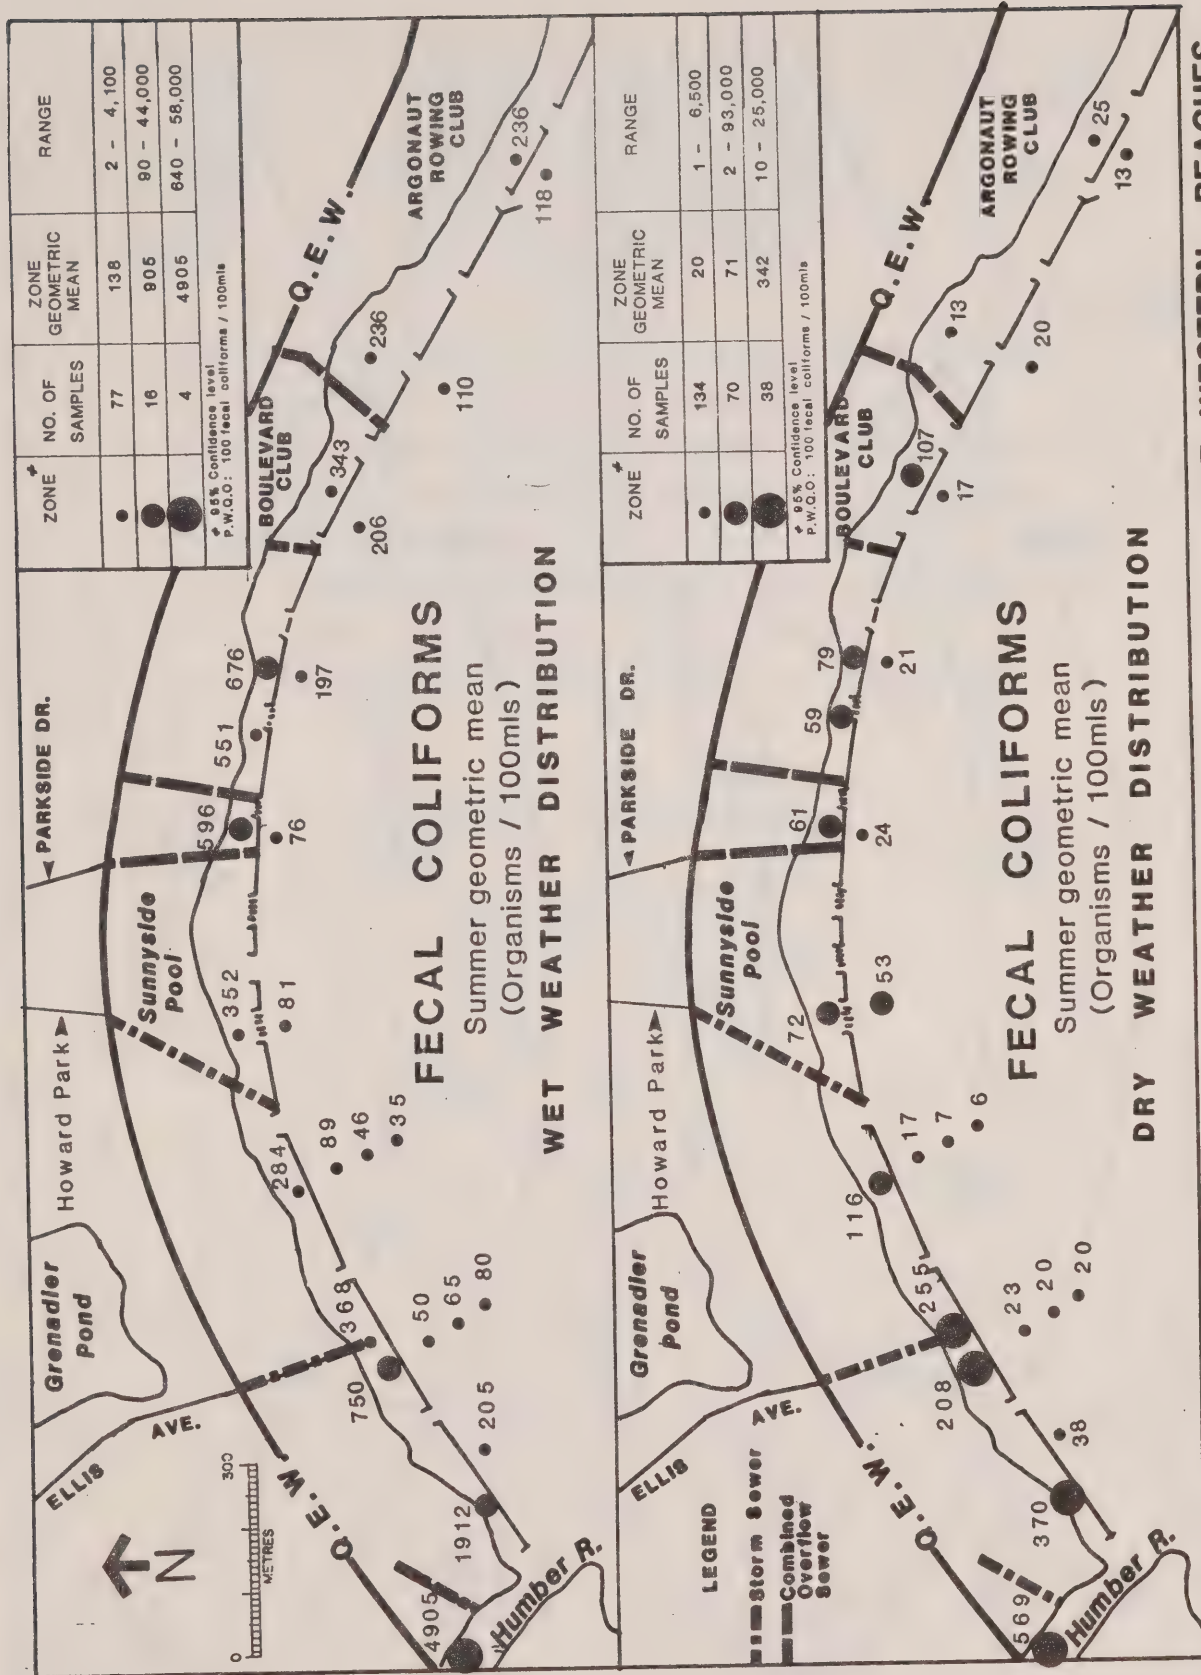 Grenadier
Pond
Howard Park
PARKSIDE DR.
ELLIS
AVE.
N
0 300
METRES
Q.E.W.
Sunnyside
Pool
BOULEVARD
CLUB
Q.E.W.
ARGONAUT
ROWING
CLUB
Humber R.
4905
1912
205
750
368
50
65
80
284
89
46
35
352
81
596
76
551
676
197
343
206
236
110
236
118
FECAL COLIFORMS
Summer geometric mean
(Organisms / 100mls)
WET WEATHER DISTRIBUTION
ZONE * NO. OF SAMPLES ZONE GEOMETRIC MEAN RANGE
77 138 2 - 4,100
16 905 90 - 44,000
4 4905 640 - 58,000
* 95% Confidence level
P.W.Q.O: 100 fecal coliforms / 100mls
Grenadier
Pond
Howard Park
PARKSIDE DR.
ELLIS
AVE.
LEGEND
Storm Sewer
Combined
Overflow
Sewer
Q.E.W.
Sunnyside
Pool
BOULEVARD
CLUB
Q.E.W.
ARGONAUT
ROWING
CLUB
Humber R.
569
370
38
208
255
23
20
20
116
17
7
6
72
53
61
24
59
79
21
107
17
13
20
25
13
FECAL COLIFORMS
Summer geometric mean
(Organisms / 100mls)
DRY WEATHER DISTRIBUTION
ZONE * NO. OF SAMPLES ZONE GEOMETRIC MEAN RANGE
134 20 1 - 6,500
70 71 2 - 93,000
38 342 10 - 25,000
* 95% Confidence level
P.W.Q.O: 100 fecal coliforms / 100mls
WESTERN BEACHES